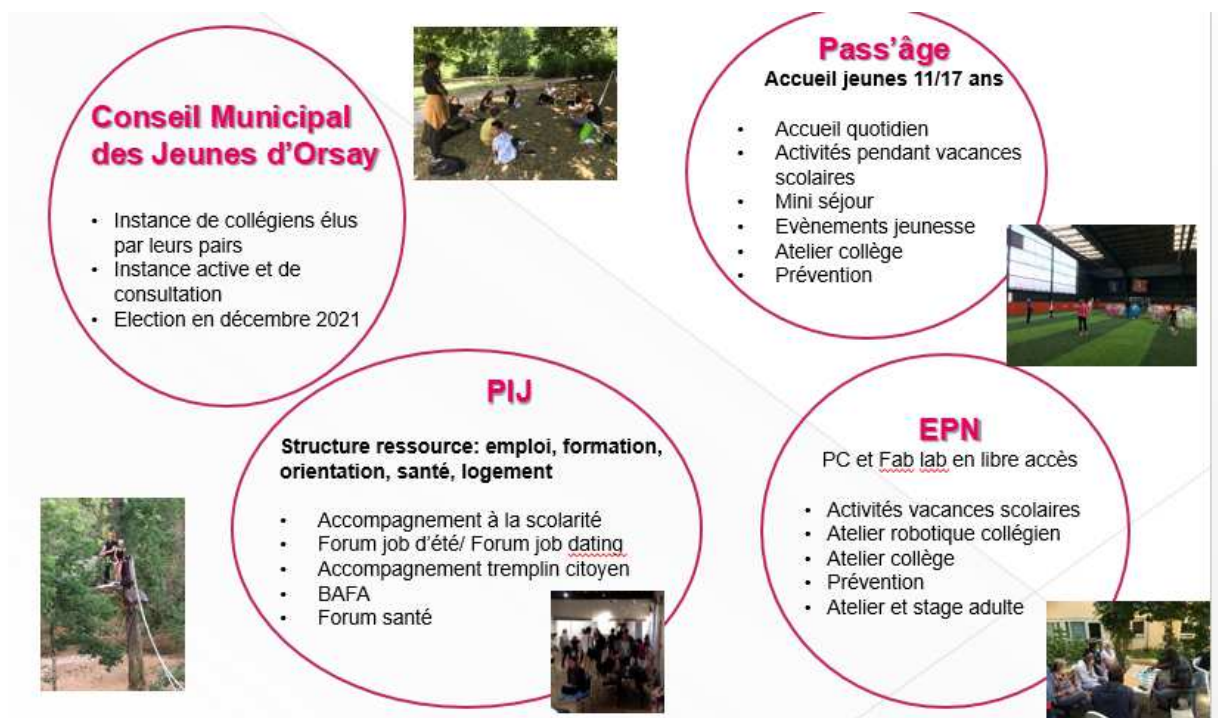 Conseil Municipal
des Jeunes d'Orsay
• Instance de collégiens élus
par leurs pairs
• Instance active et de
consultation
• Election en décembre 2021
Pass'âge
Accueil jeunes 11/17 ans
• Accueil quotidien
• Activités pendant vacances
scolaires
• Mini séjour
• Evènements jeunesse
• Atelier collège
• Prévention
PIJ
Structure ressource: emploi, formation,
orientation, santé, logement
• Accompagnement à la scolarité
• Forum job d'été/ Forum job dating
• Accompagnement tremplin citoyen
• BAFA
• Forum santé
EPN
PC et Fab lab en libre accès
• Activités vacances scolaires
• Atelier robotique collégien
• Atelier collège
• Prévention
• Atelier et stage adulte